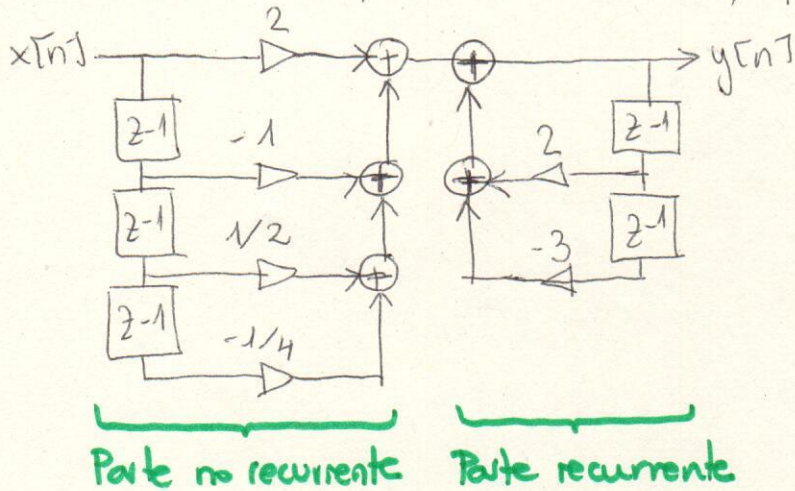 2
x[n] + + y[n]
z-1 -1 z-1
2
+ +
z-1 1/2 z-1
-3
+
z-1 -1/4
Parte no recurrente Parte recurrente